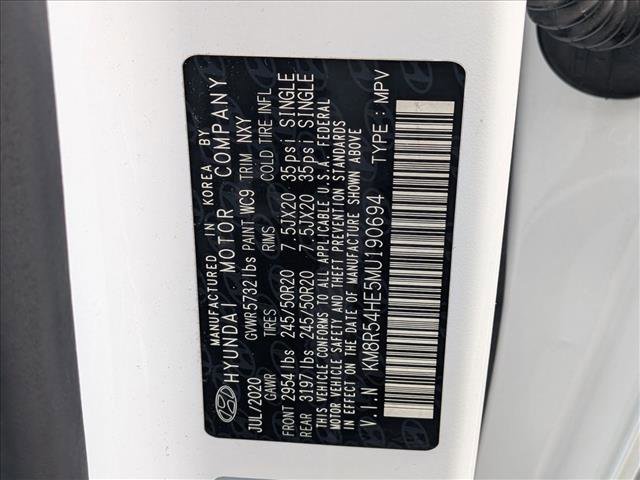 MANUFACTURED IN KOREA BY
HYUNDAI MOTOR COMPANY
JUL/2020 GVWR 5732 lbs PAINT WC9 TRIM NXY
GAWR TIRES RIMS COLD TIRE INFL
FRONT 2954 lbs 245/50R20 7.5JX20 35psi SINGLE
REAR 3197 lbs 245/50R20 7.5JX20 35psi SINGLE
THIS VEHICLE CONFORMS TO ALL APPLICABLE U.S.A. FEDERAL
MOTOR VEHICLE SAFETY AND THEFT PREVENTION STANDARDS
IN EFFECT ON THE DATE OF MANUFACTURE SHOWN ABOVE
V.I.N KM8R54HE5MU190694 TYPE : MPV